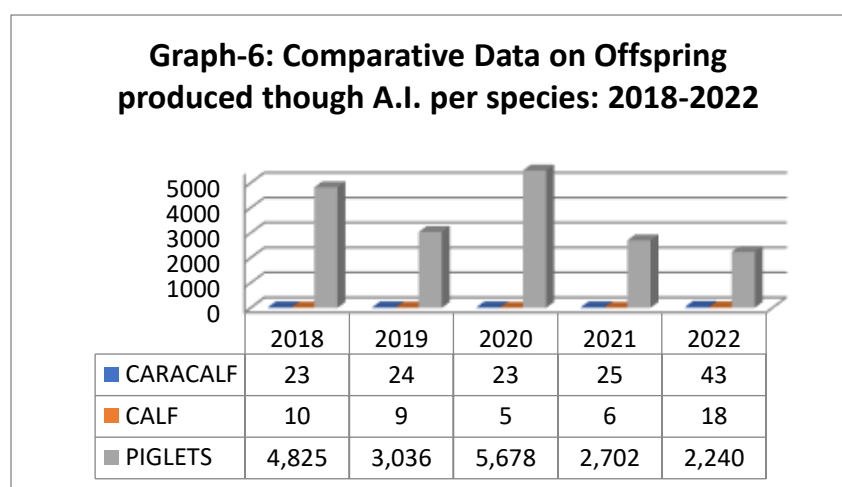 Graph-6: Comparative Data on Offspring
produced though A.I. per species: 2018-2022
5000
4000
3000
2000
1000
0
2018 2019 2020 2021 2022
CARACALF 23 24 23 25 43
CALF 10 9 5 6 18
PIGLETS 4,825 3,036 5,678 2,702 2,240